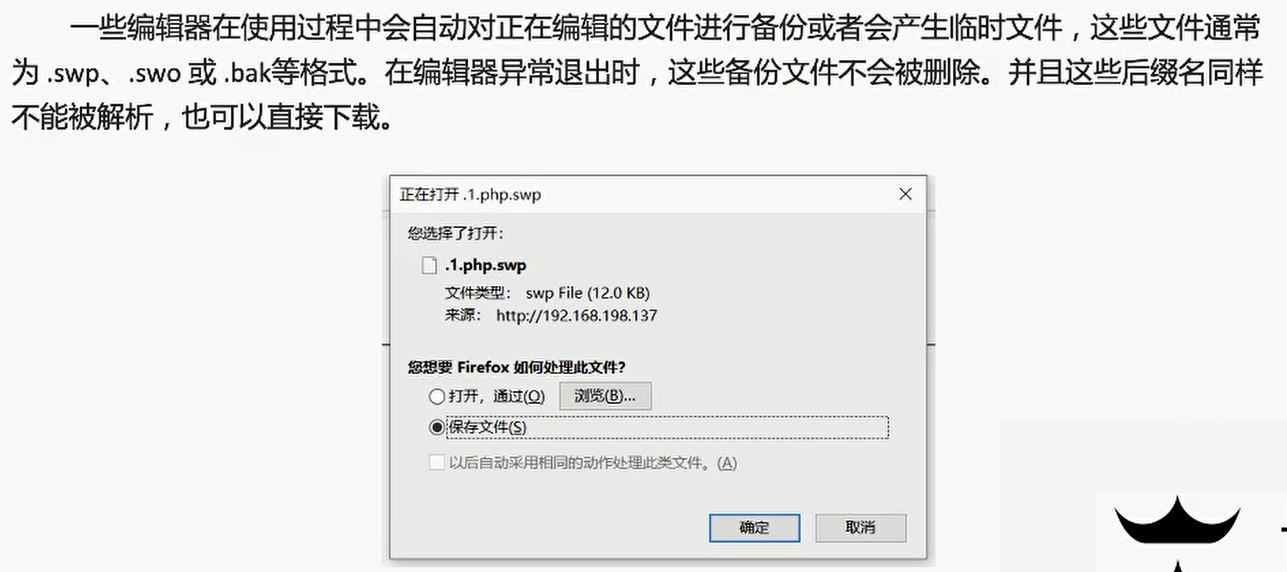 一些编辑器在使用过程中会自动对正在编辑的文件进行备份或者会产生临时文件，这些文件通常
为 .swp、.swo 或 .bak等格式。在编辑器异常退出时，这些备份文件不会被删除。并且这些后缀名同样
不能被解析，也可以直接下载。
正在打开 .1.php.swp
您选择了打开：
.1.php.swp
文件类型： swp File (12.0 KB)
来源： http://192.168.198.137
您想要 Firefox 如何处理此文件？
打开，通过(O) 浏览(B)...
保存文件(S)
以后自动采用相同的动作处理此类文件。(A)
确定 取消